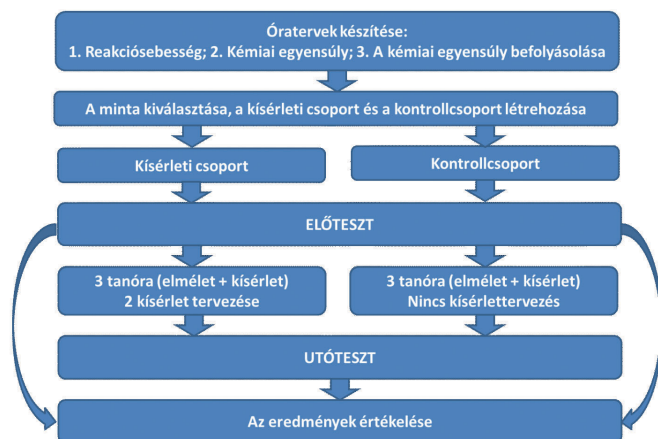 Óratervek készítése:
1. Reakciósebesség; 2. Kémiai egyensúly; 3. A kémiai egyensúly befolyásolása
A minta kiválasztása, a kísérleti csoport és a kontrollcsoport létrehozása
Kísérleti csoport
Kontrollcsoport
ELŐTESZT
3 tanóra (elmélet + kísérlet)
2 kísérlet tervezése
3 tanóra (elmélet + kísérlet)
Nincs kísérlettervezés
UTÓTESZT
Az eredmények értékelése